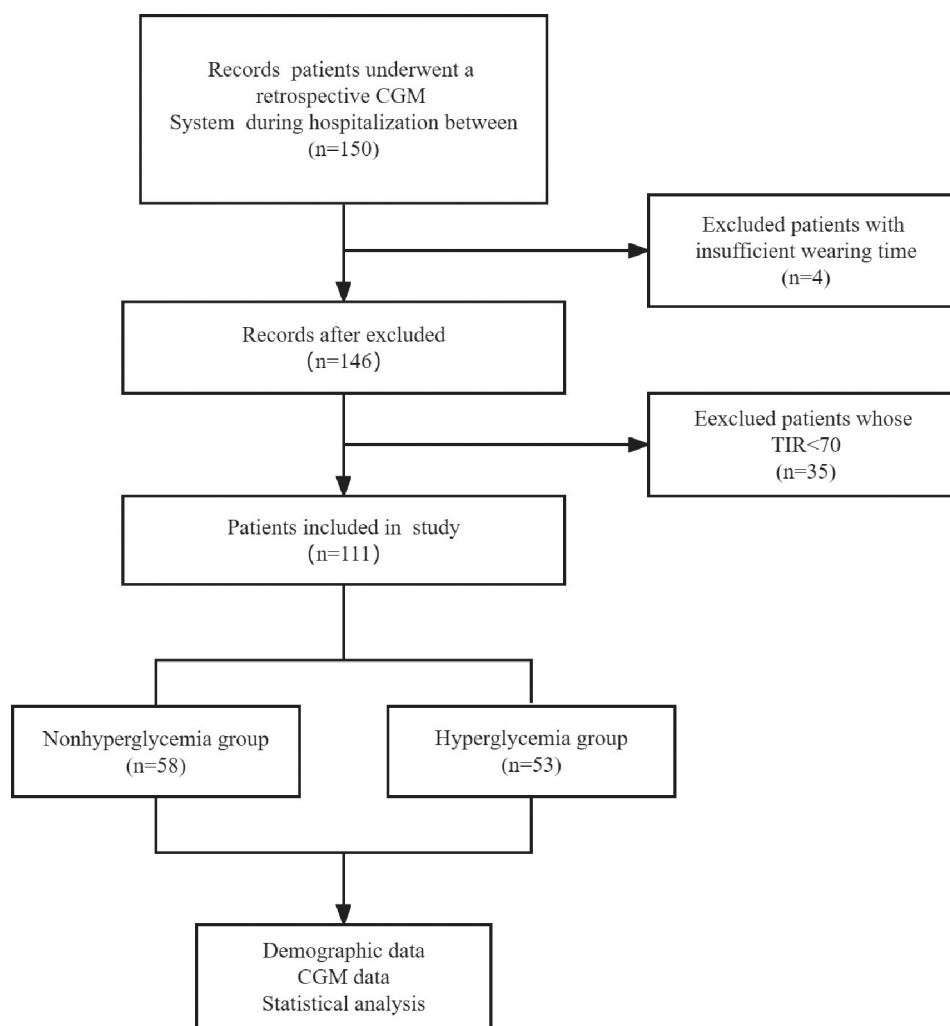 Records patients underwent a
retrospective CGM
System during hospitalization between
(n=150)
Excluded patients with
insufficient wearing time
(n=4)
Records after excluded
(n=146)
Eexclued patients whose
TIR<70
(n=35)
Patients included in study
(n=111)
Nonhyperglycemia group
(n=58)
Hyperglycemia group
(n=53)
Demographic data
CGM data
Statistical analysis